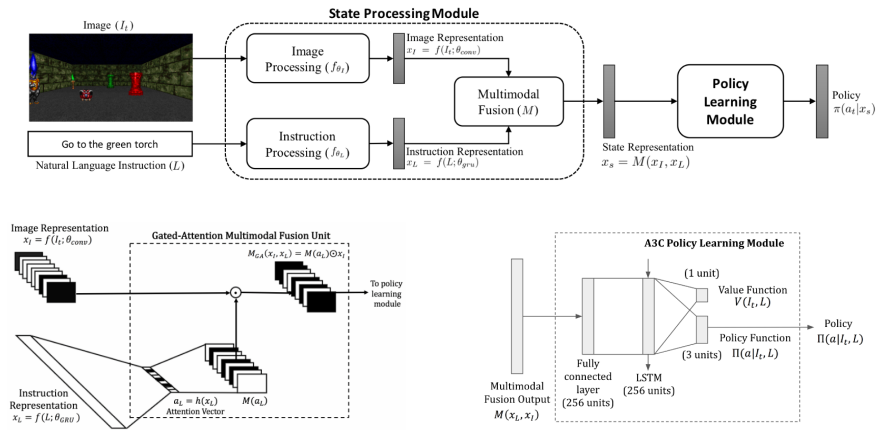 State Processing Module
Image (I_t)
Image Processing (f_{θ_I})
Image Representation
x_I = f(I_t; θ_conv)
Multimodal Fusion (M)
Go to the green torch
Natural Language Instruction (L)
Instruction Processing (f_{θ_L})
Instruction Representation
x_L = f(L; θ_gru)
State Representation
x_s = M(x_I, x_L)
Policy Learning Module
Policy
π(a_t|x_s)
Image Representation
x_I = f(I_t; θ_conv)
Gated-Attention Multimodal Fusion Unit
M_GA(x_I, x_L) = M(a_L)⊙x_I
To policy
learning
module
Instruction
Representation
x_L = f(L; θ_GRU)
a_L = h(x_L)
Attention Vector
M(a_L)
A3C Policy Learning Module
(1 unit)
Value Function
V(I_t, L)
Policy Function
Π(a|I_t, L)
(3 units)
Policy
Π(a|I_t, L)
Fully
connected
layer
(256 units)
LSTM
(256 units)
Multimodal
Fusion Output
M(x_L, x_I)